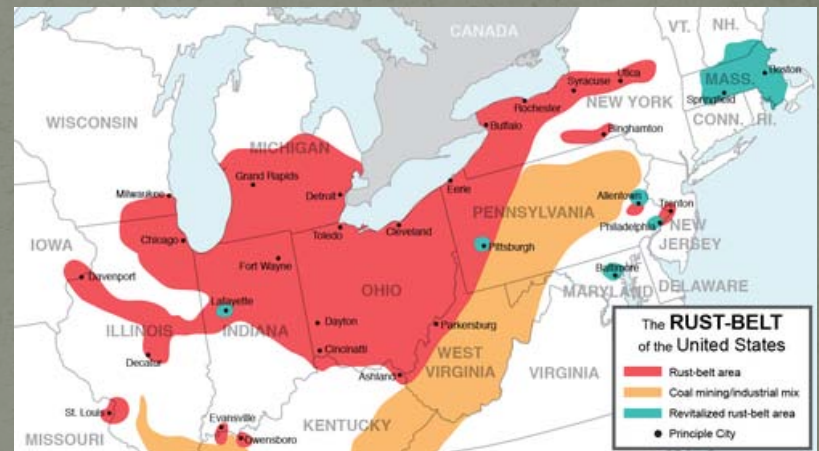 CANADA
VT.
NH.
Utica
Syracuse
Boston
MASS.
Springfield
Rochester
NEW YORK
CONN.
RI.
WISCONSIN
Buffalo
Binghamton
MICHIGAN
Grand Rapids
Milwaukee
Detroit
Eerie
Allentown
Trenton
PENNSYLVANIA
IOWA
Chicago
Toledo
Cleveland
Philadelphia
NEW
JERSEY
Pittsburgh
Fort Wayne
Davenport
Baltimore
OHIO
MARYLAND
DELAWARE
Lafayette
ILLINOIS
INDIANA
Dayton
Parkersburg
Cincinatti
Decatur
WEST
VIRGINIA
VIRGINIA
Ashland
St. Louis
Evansville
KENTUCKY
Owensboro
MISSOURI
The RUST-BELT
of the United States
Rust-belt area
Coal mining/industrial mix
Revitalized rust-belt area
Principle City